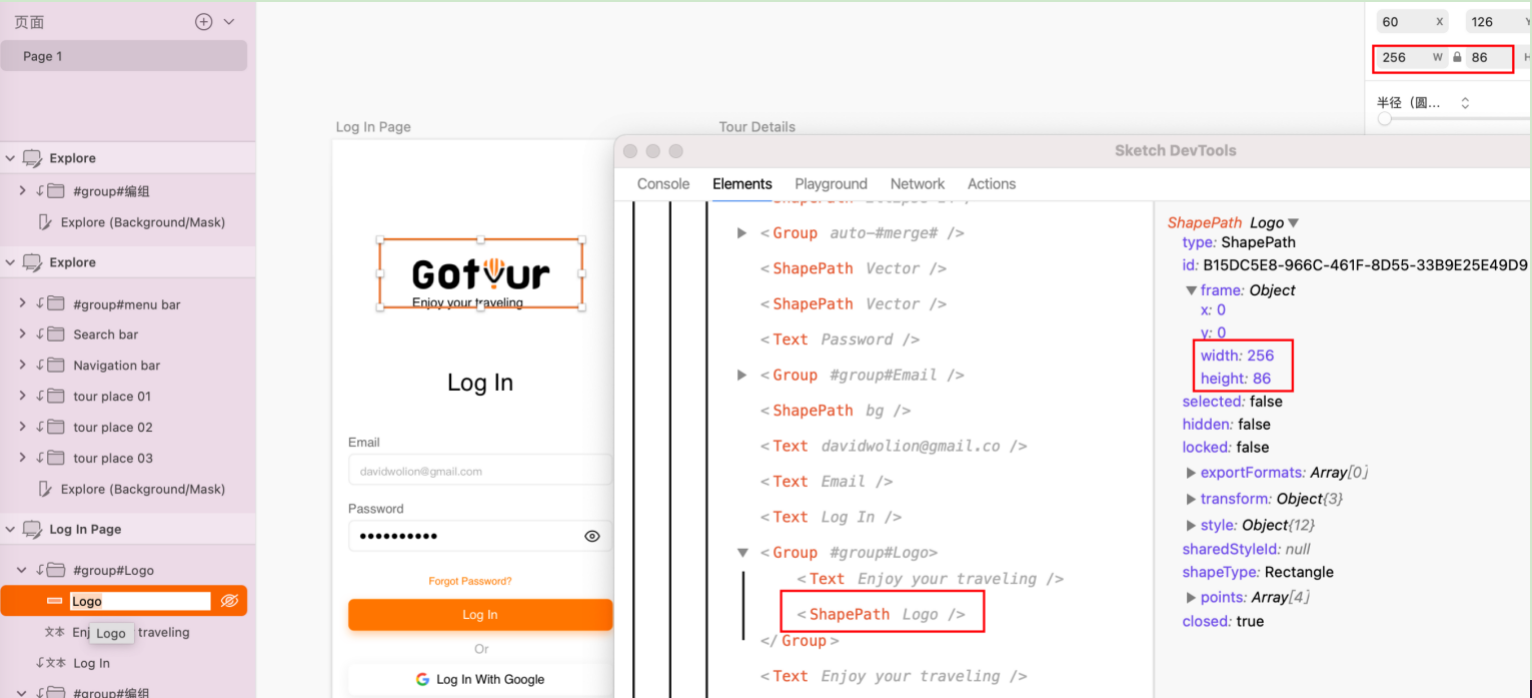 页面
Page 1
Explore
#group#编组
Explore (Background/Mask)
Explore
#group#menu bar
Search bar
Navigation bar
tour place 01
tour place 02
tour place 03
Explore (Background/Mask)
Log In Page
#group#Logo
Logo
文本 Enj
Logo
traveling
文本 Log In
#group#编组
Log In Page
Tour Details
Gotour
Enjoy your traveling
Log In
Email
davidwolion@gmail.com
Password
Forgot Password?
Log In
Or
Log In With Google
60 X 126 Y
256 W 86 H
半径（圆...
Sketch DevTools
Console Elements Playground Network Actions
<Group auto-#merge# />
<ShapePath Vector />
<ShapePath Vector />
<Text Password />
<Group #group#Email />
<ShapePath bg />
<Text davidwolion@gmail.co />
<Text Email />
<Text Log In />
<Group #group#Logo>
<Text Enjoy your traveling />
<ShapePath Logo />
</Group>
<Text Enjoy your traveling />
ShapePath Logo
type: ShapePath
id: B15DC5E8-966C-461F-8D55-33B9E25E49D9
frame: Object
x: 0
y: 0
width: 256
height: 86
selected: false
hidden: false
locked: false
exportFormats: Array[0]
transform: Object{3}
style: Object{12}
sharedStyleId: null
shapeType: Rectangle
points: Array[4]
closed: true